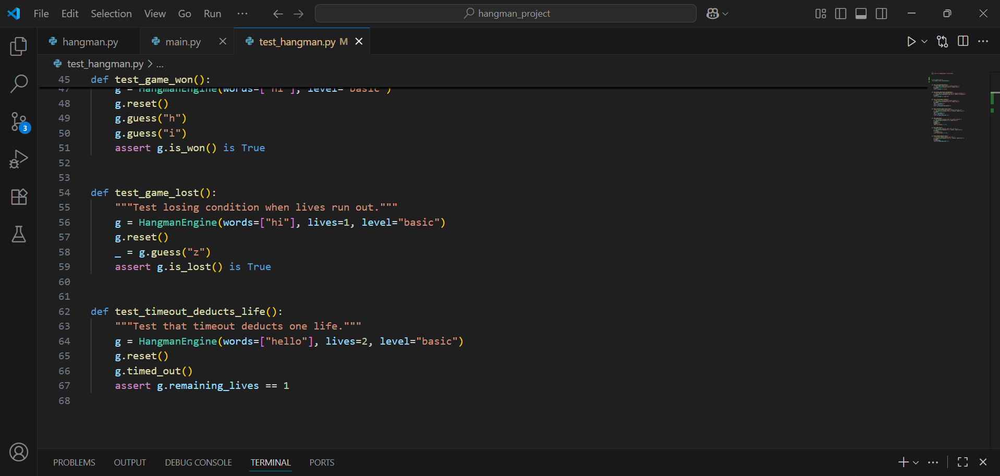 File Edit Selection View Go Run ... hangman_project
hangman.py main.py test_hangman.py M
test_hangman.py > ...
45 def test_game_won():
47 g = HangmanEngine(words=["hi"], level="basic")
48 g.reset()
49 g.guess("h")
50 g.guess("i")
51 assert g.is_won() is True
52
53
54 def test_game_lost():
55 """Test losing condition when lives run out."""
56 g = HangmanEngine(words=["hi"], lives=1, level="basic")
57 g.reset()
58 _ = g.guess("z")
59 assert g.is_lost() is True
60
61
62 def test_timeout_deducts_life():
63 """Test that timeout deducts one life."""
64 g = HangmanEngine(words=["hello"], lives=2, level="basic")
65 g.reset()
66 g.timed_out()
67 assert g.remaining_lives == 1
68
3
PROBLEMS OUTPUT DEBUG CONSOLE TERMINAL PORTS